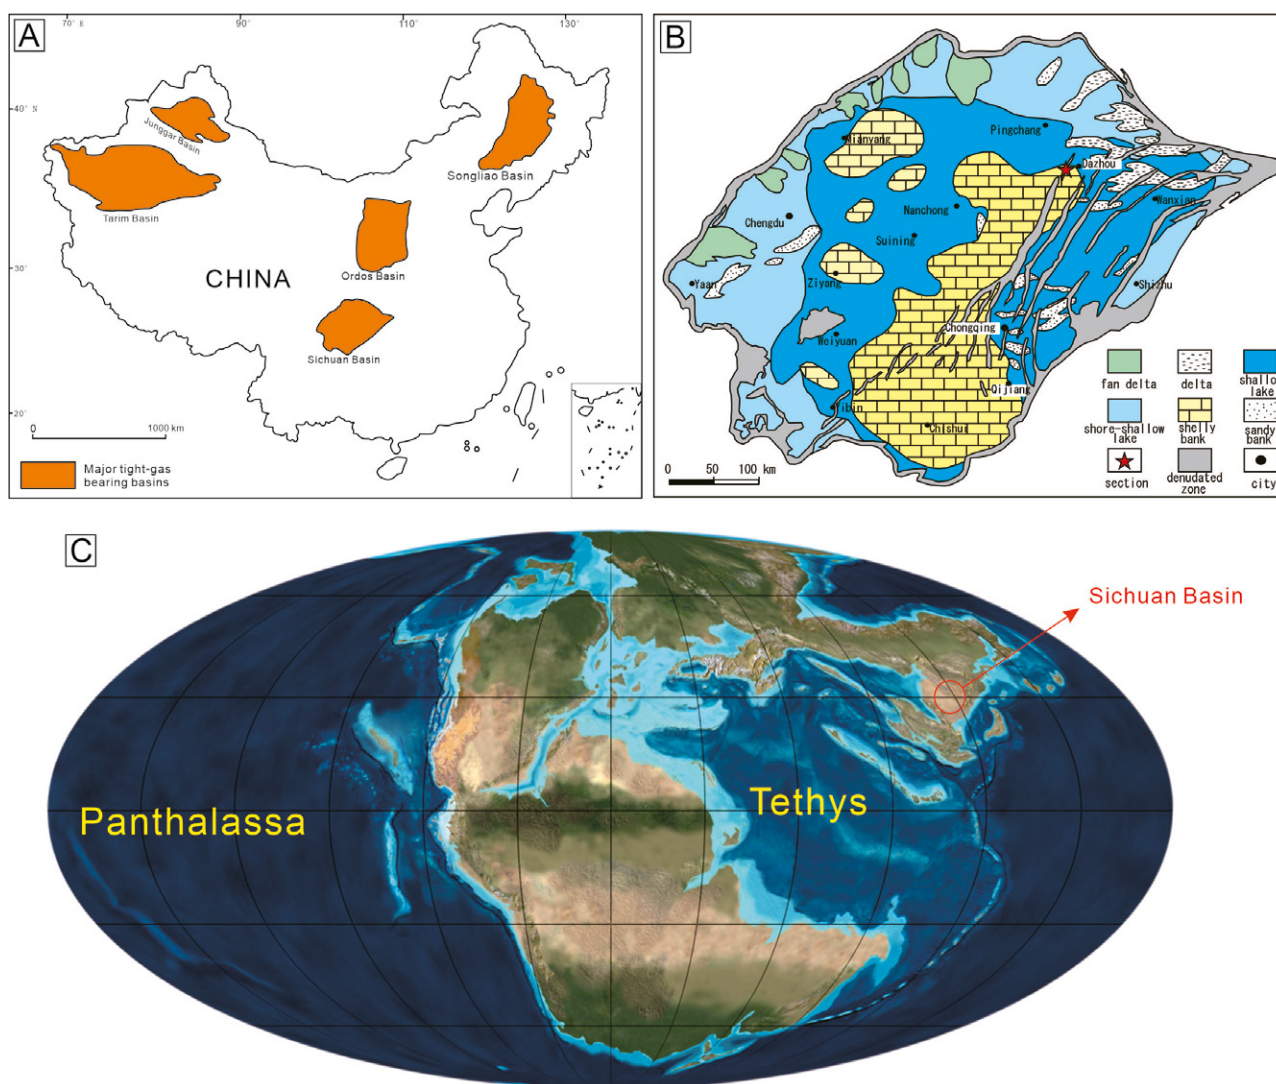 A
70° E
90°
110°
130°
40° N
30°
20°
Junggar Basin
Tarim Basin
Songliao Basin
Ordos Basin
CHINA
Sichuan Basin
0
1000 km
Major tight-gas
bearing basins
B
Mianyang
Pingchang
Dazhou
Wanxian
Nanchong
Chengdu
Suining
Yaan
Ziyang
Shizhu
Chongqing
Weiyuan
Qijiang
Yibin
Chishui
0
50
100 km
fan delta
delta
shallow
lake
shore-shallow
lake
shelly
bank
sandy
bank
section
denudated
zone
city
C
Sichuan Basin
Panthalassa
Tethys